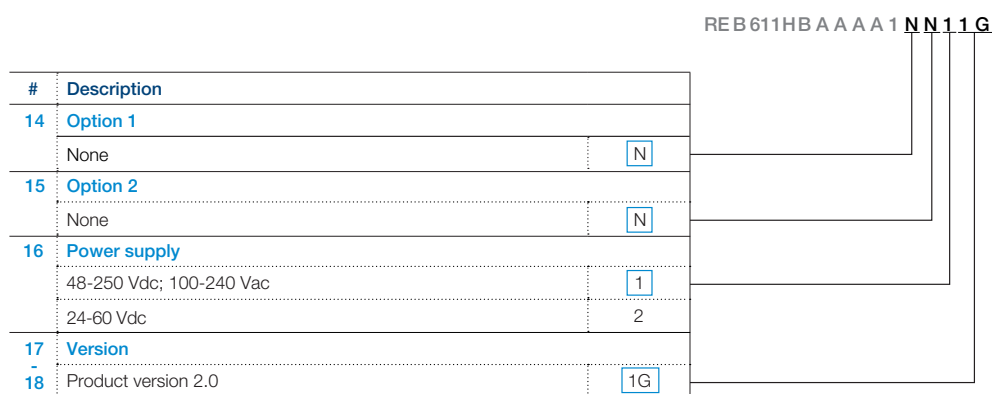 REB611HBAAAA1NN11G
# Description
14 Option 1
None N
15 Option 2
None N
16 Power supply
48-250 Vdc; 100-240 Vac 1
24-60 Vdc 2
17 Version
-
18 Product version 2.0 1G